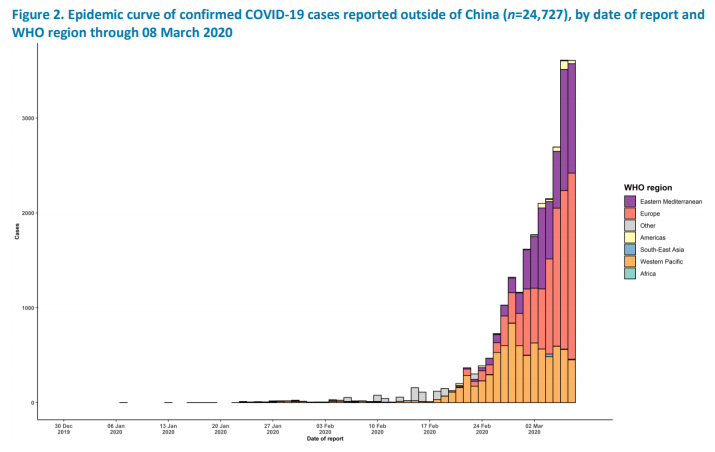 Figure 2. Epidemic curve of confirmed COVID-19 cases reported outside of China (n=24,727), by date of report and
WHO region through 08 March 2020
3000
2000
1000
0
Cases
30 Dec
2019
06 Jan
2020
13 Jan
2020
20 Jan
2020
27 Jan
2020
03 Feb
2020
10 Feb
2020
17 Feb
2020
24 Feb
2020
02 Mar
2020
Date of report
WHO region
Eastern Mediterranean
Europe
Other
Americas
South-East Asia
Western Pacific
Africa